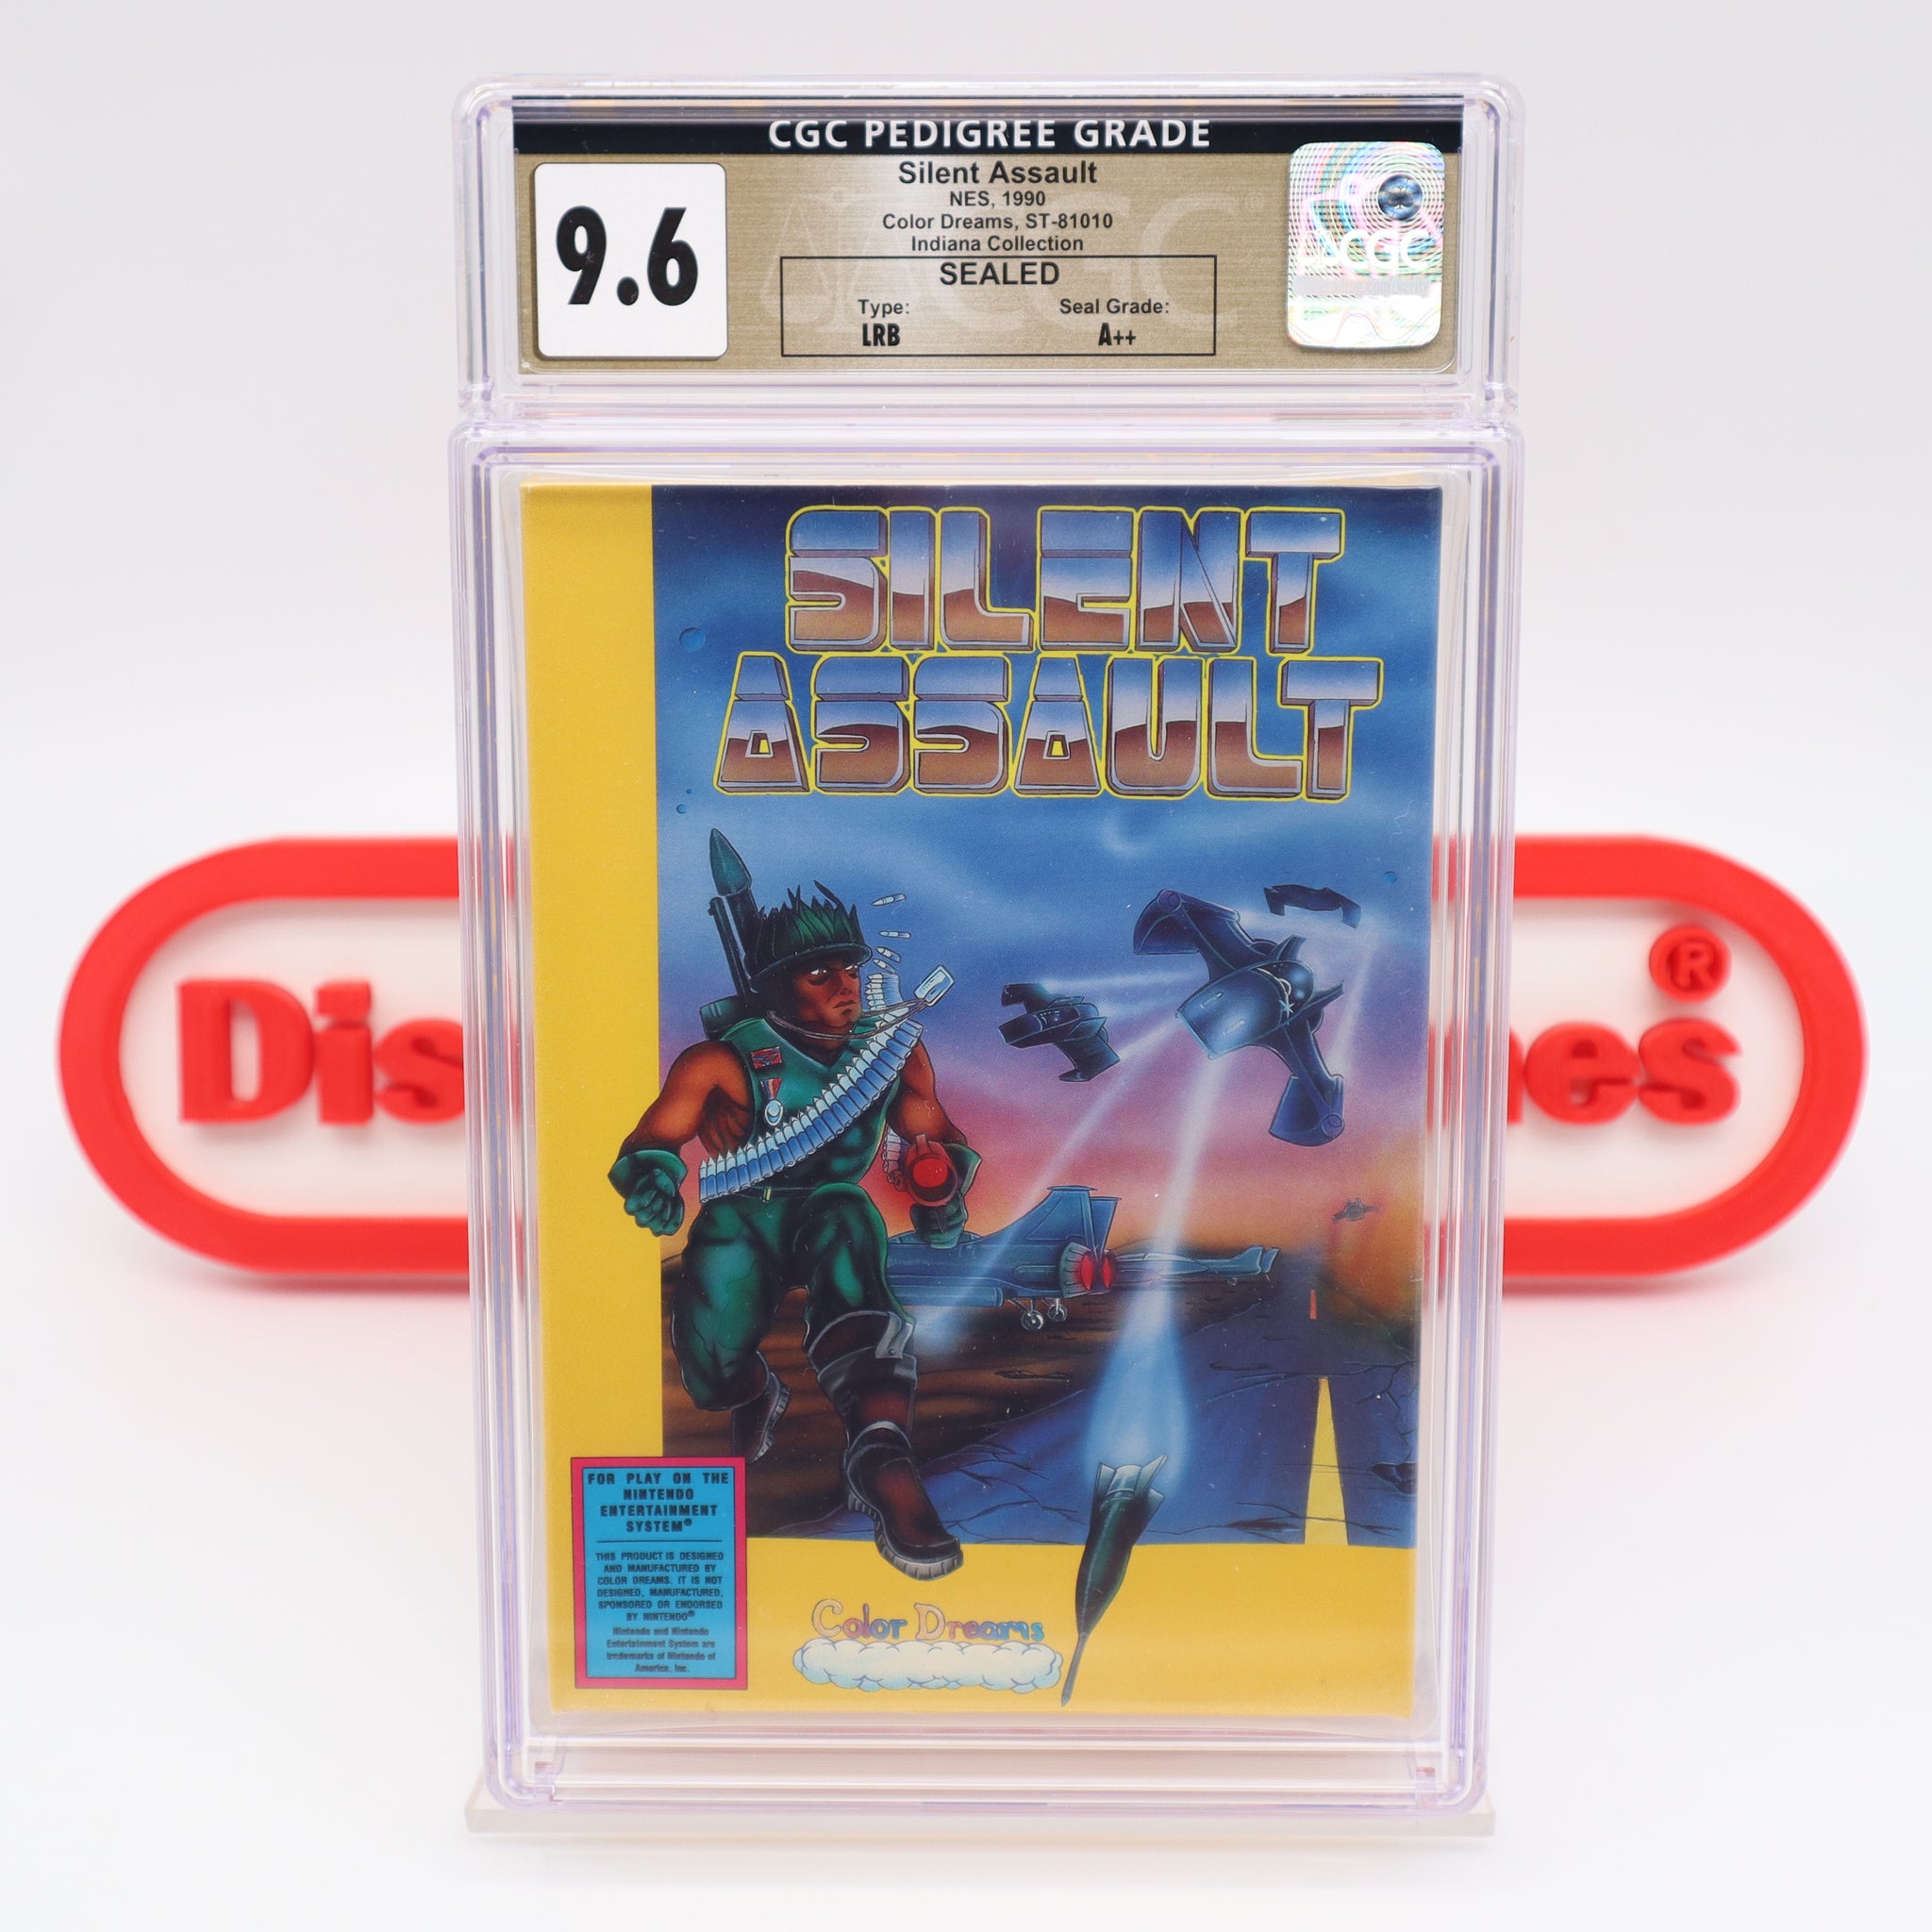 CGC PEDIGREE GRADE
9.6
Silent Assault
NES, 1990
Color Dreams, ST-81010
Indiana Collection
SEALED
Type: Seal Grade:
LRB A++
CGC
SILENT
ASSAULT
Dis nes®
FOR PLAY ON THE
NINTENDO
ENTERTAINMENT
SYSTEM®
THIS PRODUCT IS DESIGNED
AND MANUFACTURED BY
COLOR DREAMS. IT IS NOT
DESIGNED, MANUFACTURED,
SPONSORED OR ENDORSED
BY NINTENDO®
Nintendo and Nintendo
Entertainment System are
trademarks of Nintendo of
America, Inc.
Color Dreams